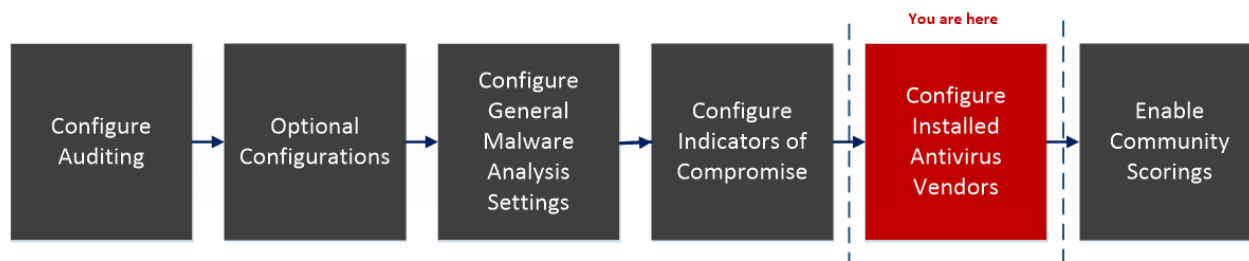 You are here
Configure
Auditing
Optional
Configurations
Configure
General
Malware
Analysis
Settings
Configure
Indicators of
Compromise
Configure
Installed
Antivirus
Vendors
Enable
Community
Scorings